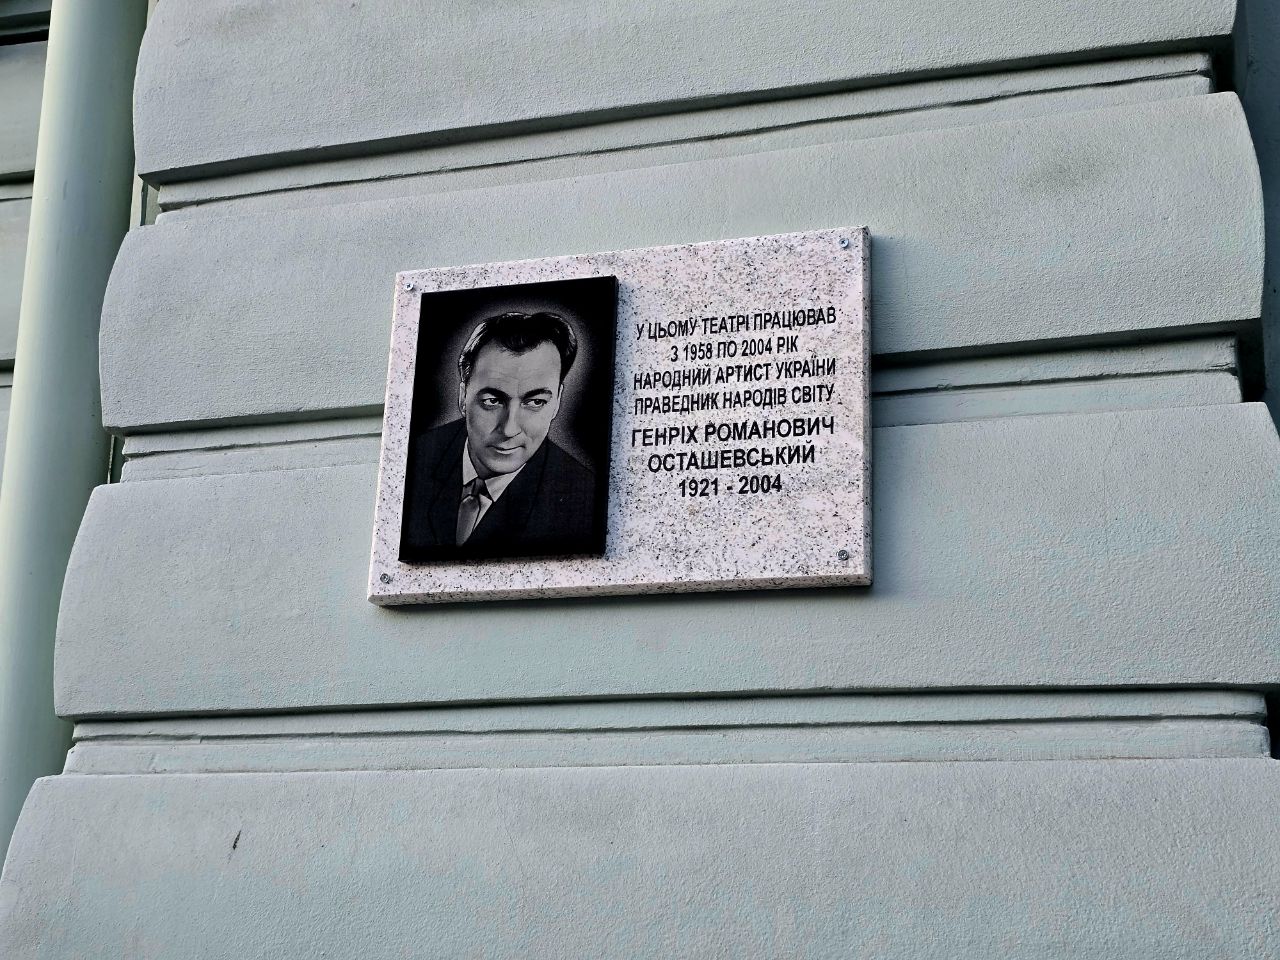 У ЦЬОМУ ТЕАТРІ ПРАЦЮВАВ
З 1958 ПО 2004 РІК
НАРОДНИЙ АРТИСТ УКРАЇНИ
ПРАВЕДНИК НАРОДІВ СВІТУ
ГЕНРІХ РОМАНОВИЧ
ОСТАШЕВСЬКИЙ
1921 - 2004